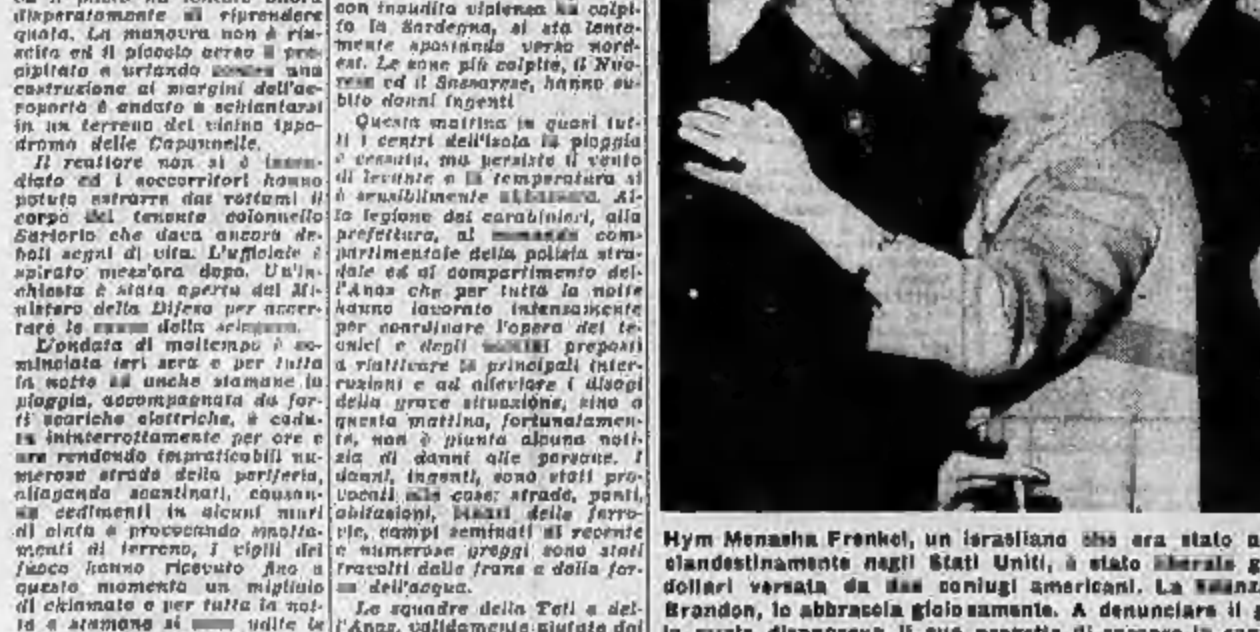 disperatamente di riprendere
quota. La manovra non è riu-
scita ed il piccolo aereo è pre-
cipitato e urtando una
costruzione ai margini dell'ae-
roporto è andato a schiantarsi
in un terreno del vicino ippo-
dromo delle Capannelle.
Il reattore non si è
diato ed i soccorritori hanno
potuto estrarre dai rottami il
corpo del tenente colonnello
Sartorio che dava ancora de-
boli segni di vita. L'ufficiale è
spirato mezz'ora dopo. Un'in-
chiesta è stata aperta dal Mi-
nistero della Difesa per accer-
tare le della
L'ondata di maltempo è co-
minciata ieri sera e per tutta
la notte ed anche stamane la
pioggia, accompagnata da for-
ti scariche elettriche, è cadu-
ta ininterrottamente per ore e
ore rendendo impraticabili nu-
merose strade della periferia,
allagando scantinati, causan-
do cedimenti in alcuni muri
di cinta e provocando smotta-
menti di terreno, i vigili del
fuoco hanno ricevuto fino a
questo momento un migliaio
di chiamate e per tutta la not-
te e stamane si udite le
con inaudita violenza ha colpi-
to la Sardegna, si sta lenta-
mente spostando verso nord-
est. Le zone più colpite, il Nuo-
rese ed il Sassarese, hanno su-
bito danni ingenti
Questa mattina in quasi tut-
ti i centri dell'isola la pioggia
è cessata, ma persiste il vento
di levante e la temperatura si
è sensibilmente Al-
la legione dei carabinieri, alla
prefettura, al comando com-
partimentale della polizia stra-
dale ed al compartimento del-
l'Anas che per tutta la notte
hanno lavorato intensamente
per coordinare l'opera dei te-
cnici e degli preposti
a riattivare le principali inter-
ruzioni e ad alleviare i disagi
della grave situazione, sino a
questa mattina, fortunatamen-
te, non è giunta alcuna noti-
zia di danni alle persone. I
danni, ingenti, sono stati pro-
vocati alle case; strade, ponti,
abitazioni, della ferro-
vie, campi seminati di recente
e numerose greggi sono stati
travolti dalle frane e dalla for-
za dell'acqua.
Le squadre della Teti e del-
l'Anas, validamente aiutate dai
Hym Menasha Frenkel, un israeliano che era stato
clandestinamente negli Stati Uniti, è stato
dollari versata da due coniugi americani. La
Brandon, lo abbraccia gioiosamente. A denunciare il